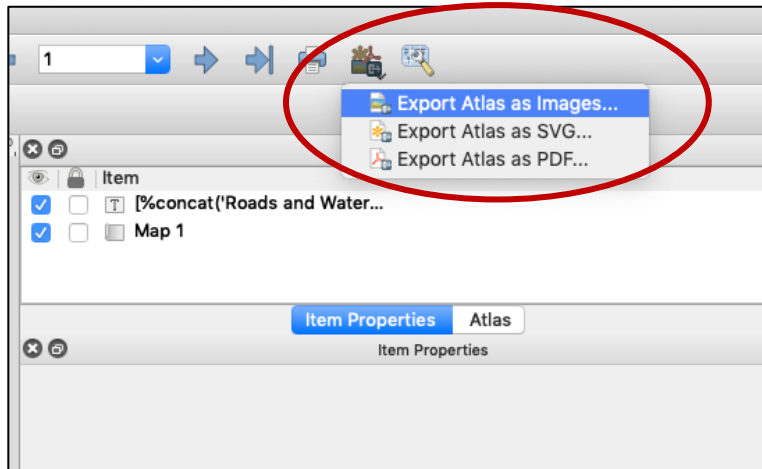 1
Export Atlas as Images...
Export Atlas as SVG...
Export Atlas as PDF...
Item
T [%concat('Roads and Water...
Map 1
Item Properties Atlas
Item Properties